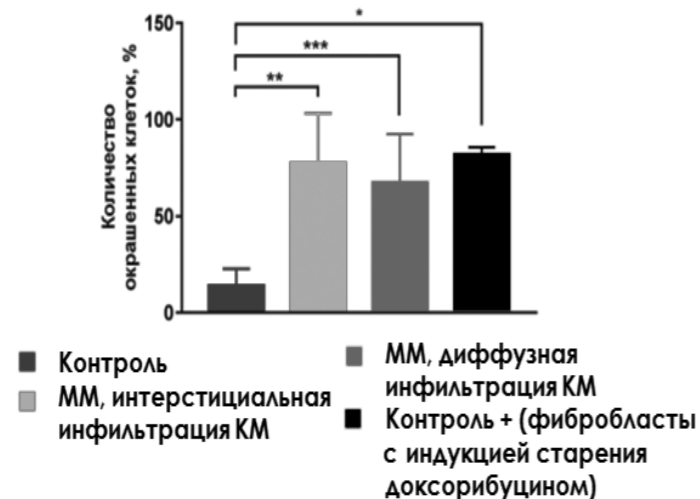 150
*
***
**
100
50
0
Количество
окрашенных клеток, %
Контроль
ММ, интерстициальная
инфильтрация КМ
ММ, диффузная
инфильтрация КМ
Контроль + (фибробласты
с индукцией старения
доксорибуцином)